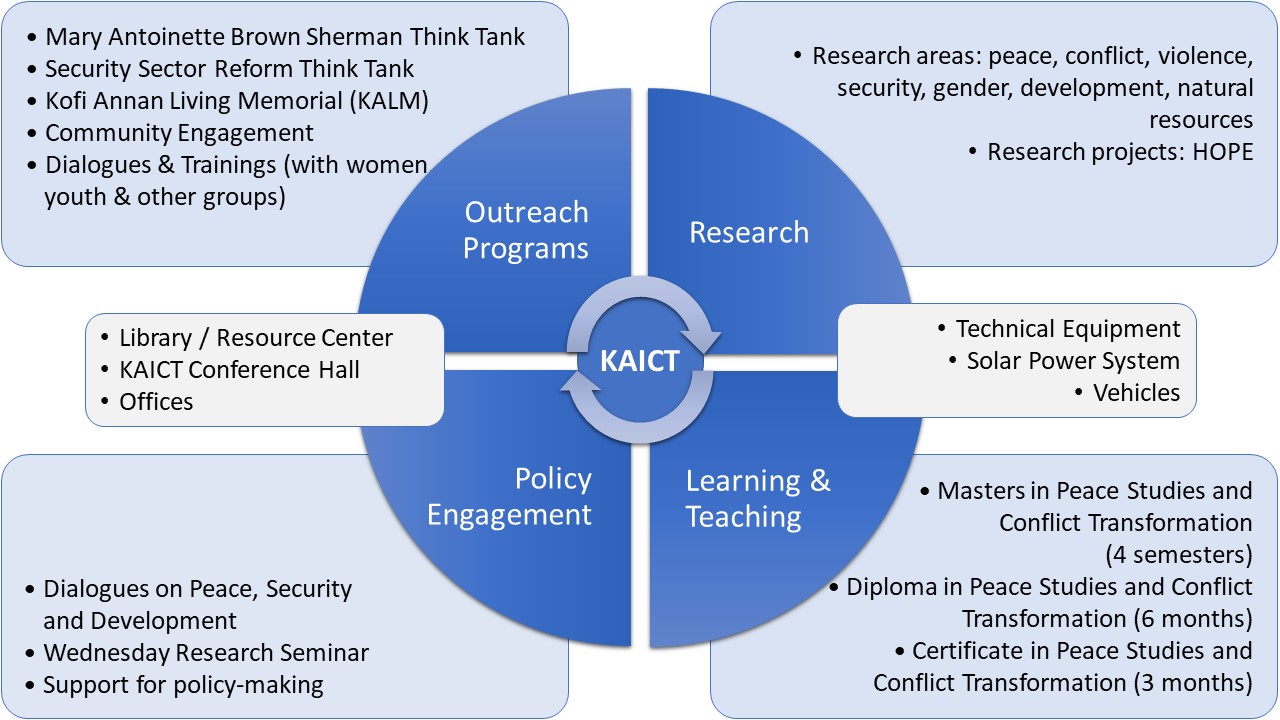 • Mary Antoinette Brown Sherman Think Tank
• Security Sector Reform Think Tank
• Kofi Annan Living Memorial (KALM)
• Community Engagement
• Dialogues & Trainings (with women
youth & other groups)
• Research areas: peace, conflict, violence,
security, gender, development, natural
resources
• Research projects: HOPE
Outreach
Programs
Research
• Library / Resource Center
• KAICT Conference Hall
• Offices
KAICT
• Technical Equipment
• Solar Power System
• Vehicles
Policy
Engagement
Learning &
Teaching
• Dialogues on Peace, Security
and Development
• Wednesday Research Seminar
• Support for policy-making
• Masters in Peace Studies and
Conflict Transformation
(4 semesters)
• Diploma in Peace Studies and Conflict
Transformation (6 months)
• Certificate in Peace Studies and
Conflict Transformation (3 months)